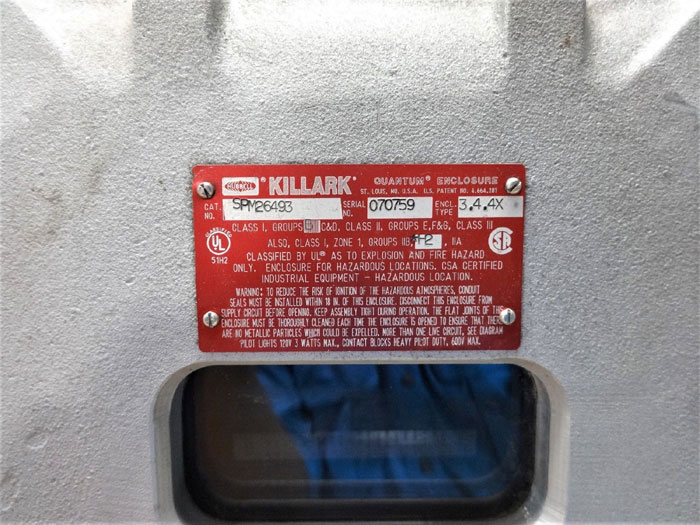 KILLARK® QUANTUM® ENCLOSURE
ST. LOUIS, MO. U.S.A. U.S. PATENT NO. 4,664,281
CAT. NO. SPM26493 SERIAL NO. 070759 ENCL. TYPE 3,4,4X
CLASS I, GROUPS C&D, CLASS II, GROUPS E,F&G, CLASS III
ALSO, CLASS I, ZONE 1, GROUPS IIB, , IIA
CLASSIFIED UL 51H2
CLASSIFIED BY UL® AS TO EXPLOSION AND FIRE HAZARD
ONLY. ENCLOSURE FOR HAZARDOUS LOCATIONS. CSA CERTIFIED
INDUSTRIAL EQUIPMENT - HAZARDOUS LOCATION.
WARNING: TO REDUCE THE RISK OF IGNITION OF THE HAZARDOUS ATMOSPHERES, CONDUIT
SEALS MUST BE INSTALLED WITHIN 18 IN. OF THIS ENCLOSURE. DISCONNECT THIS ENCLOSURE FROM
SUPPLY CIRCUIT BEFORE OPENING. KEEP ASSEMBLY TIGHT DURING OPERATION. THE FLAT JOINTS OF THIS
ENCLOSURE MUST BE THOROUGHLY CLEANED EACH TIME THE ENCLOSURE IS OPENED TO ENSURE THAT THERE
ARE NO METALLIC PARTICLES WHICH COULD BE EXPELLED. MORE THAN ONE LIVE CIRCUIT, SEE DIAGRAM
PILOT LIGHTS 120V 3 WATTS MAX., CONTACT BLOCKS HEAVY PILOT DUTY, 600V MAX.